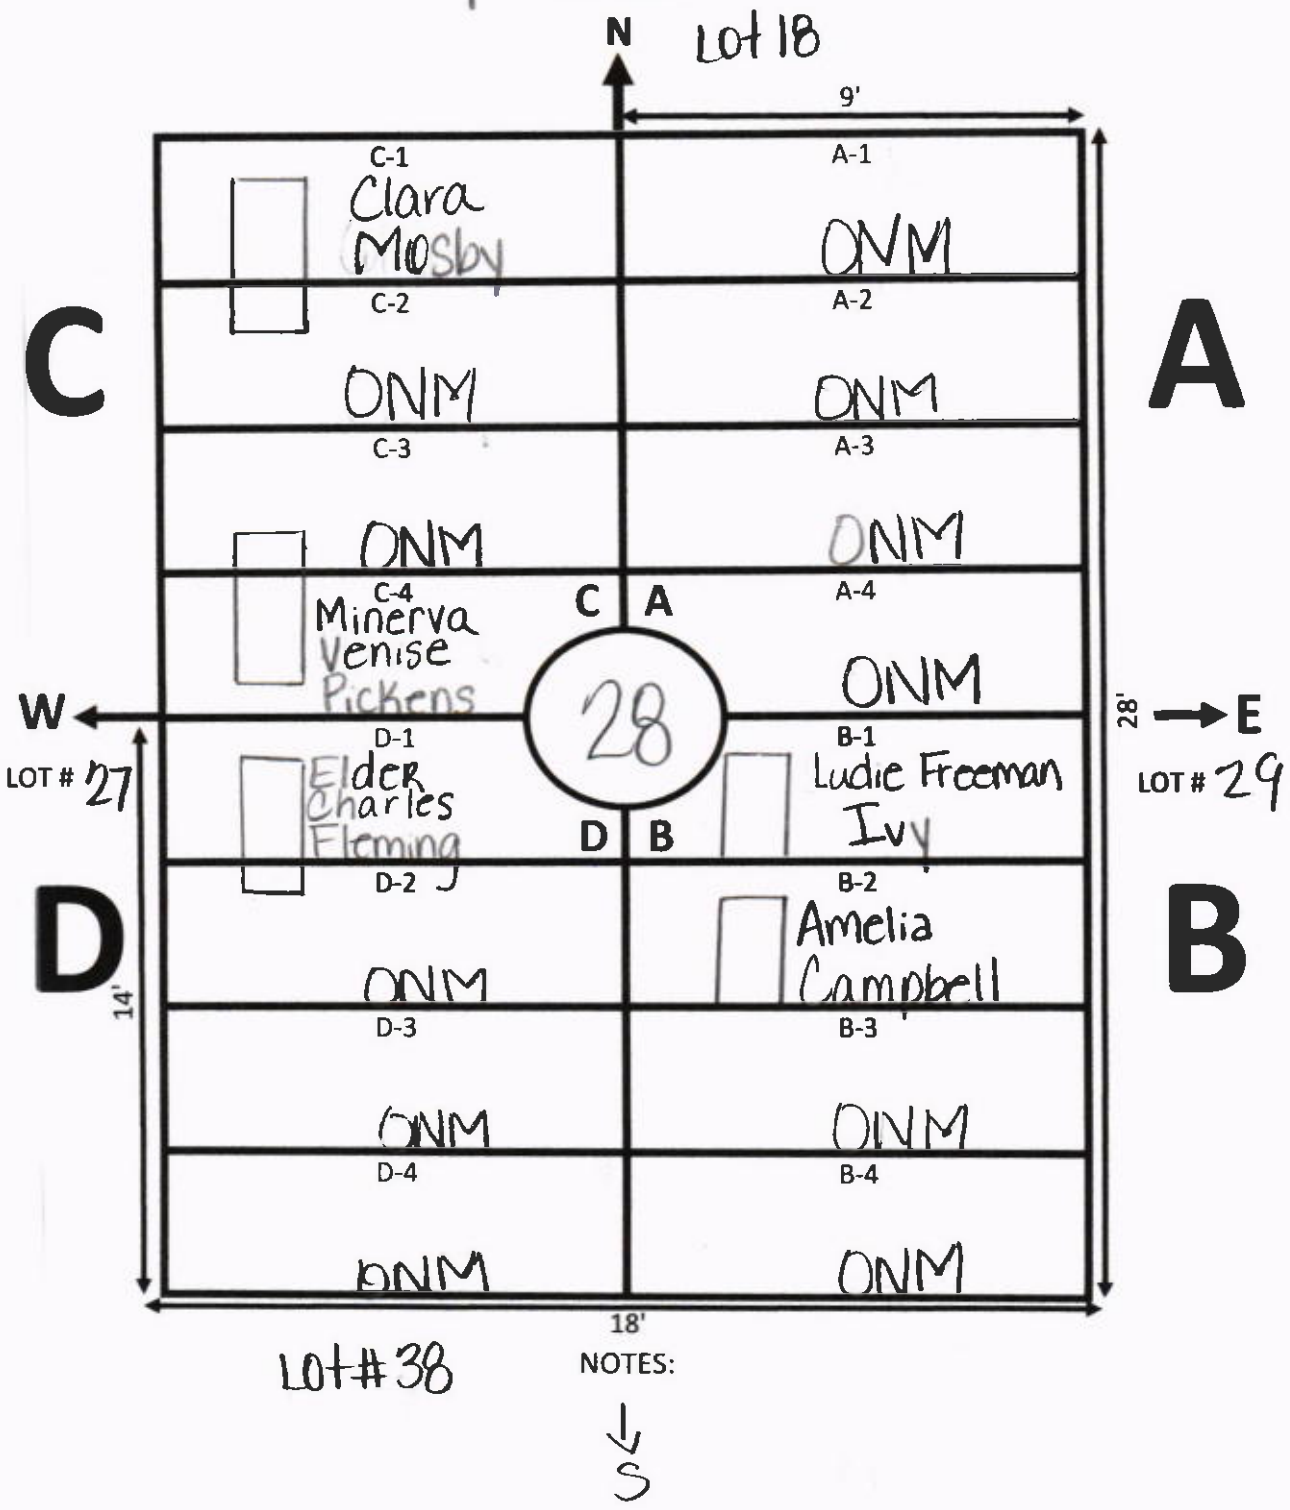 N Lot 18
9'
C-1 A-1
Clara
Mosby ONM
C-2 A-2
C A
ONM ONM
C-3 A-3
ONM ONM
C-4 A-4
C A
Minerva
Venise
Pickens ONM
W 28 28' E
D-1 B-1
LOT # 27 Elder Ludie Freeman LOT # 29
Charles Ivy
Fleming D B
D-2 B-2
D B
Amelia
ONM Campbell
14'
D-3 B-3
ONM ONM
D-4 B-4
ONM ONM
18'
Lot # 38 NOTES:
S